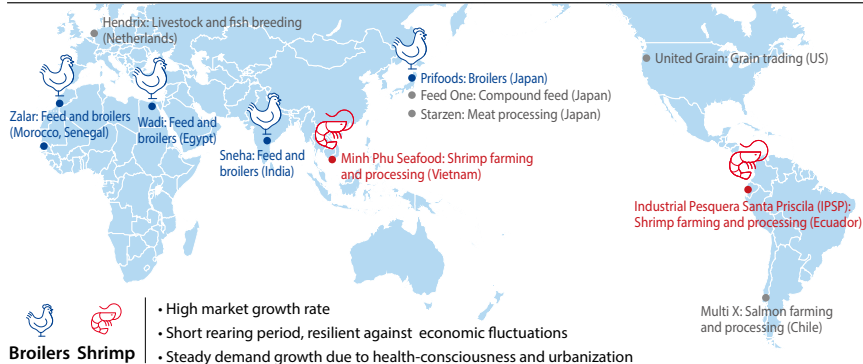 Hendrix: Livestock and fish breeding
(Netherlands)
United Grain: Grain trading (US)
Prifoods: Broilers (Japan)
Feed One: Compound feed (Japan)
Starzen: Meat processing (Japan)
Zalar: Feed and broilers
(Morocco, Senegal)
Wadi: Feed and
broilers (Egypt)
Sneha: Feed and
broilers (India)
Minh Phu Seafood: Shrimp farming
and processing (Vietnam)
Industrial Pesquera Santa Priscila (IPSP):
Shrimp farming and processing (Ecuador)
Multi X: Salmon farming
and processing (Chile)
Broilers Shrimp
• High market growth rate
• Short rearing period, resilient against economic fluctuations
• Steady demand growth due to health-consciousness and urbanization